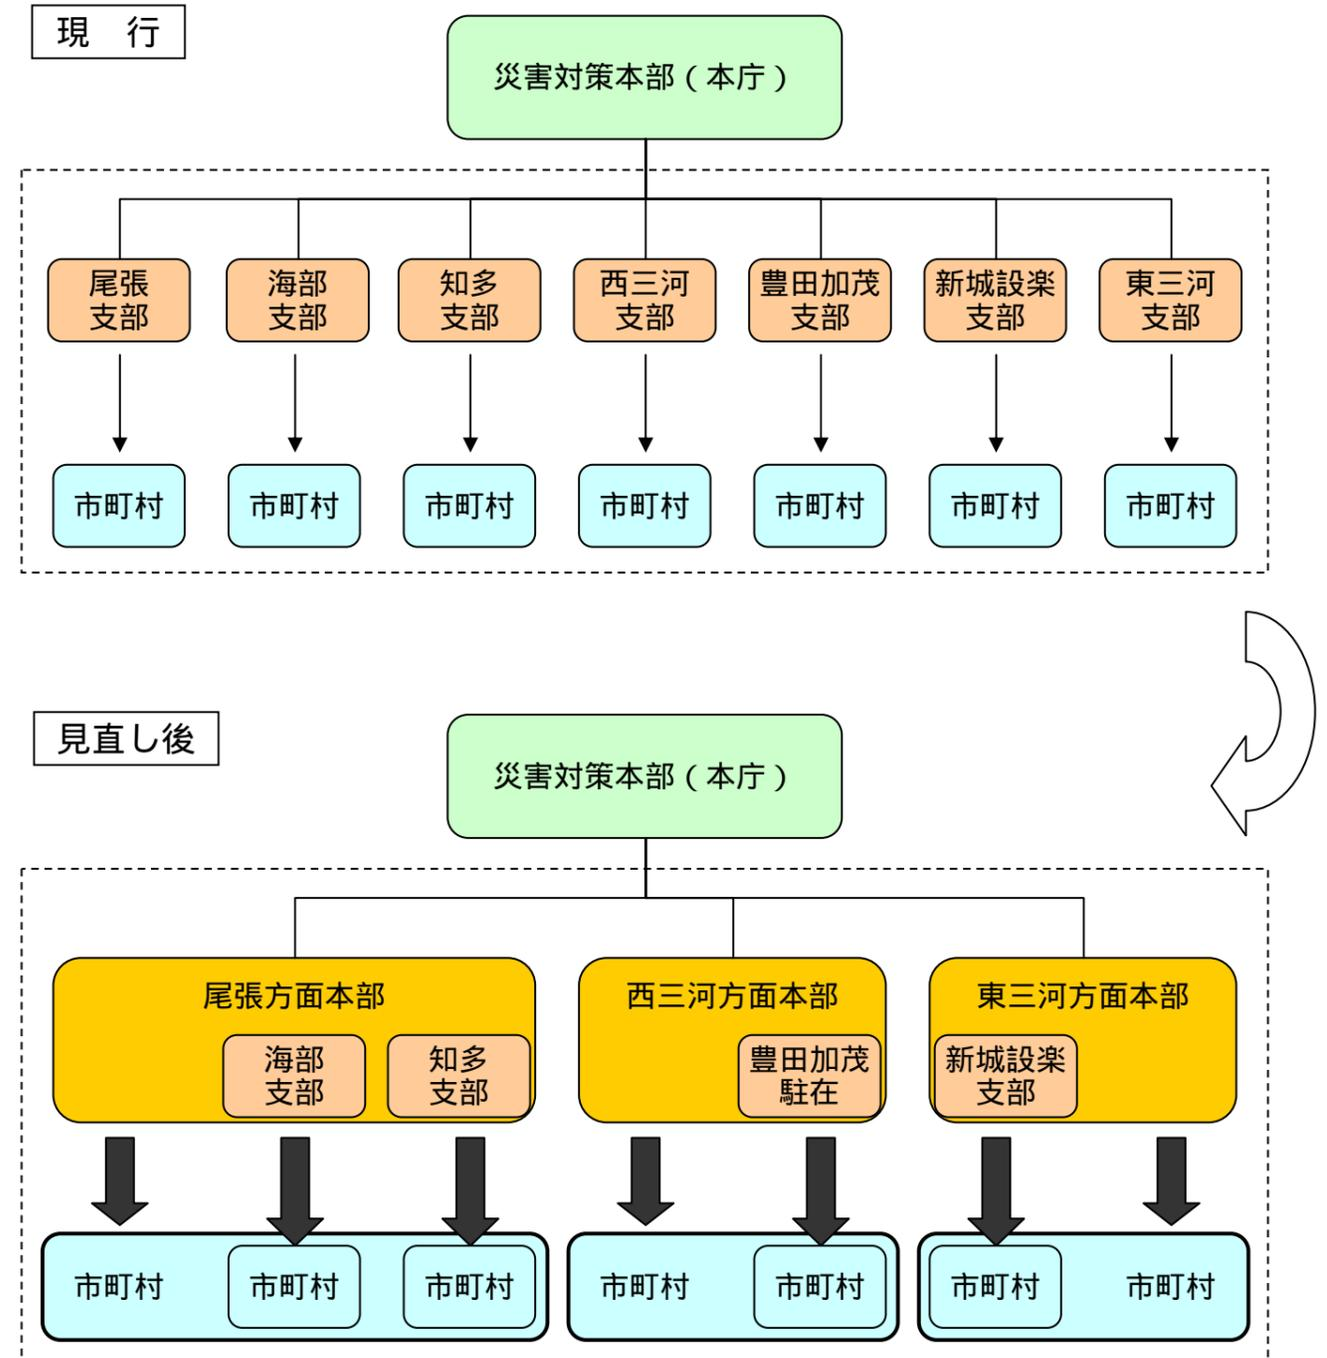 現　行
災害対策本部（本庁）
尾張
支部
海部
支部
知多
支部
西三河
支部
豊田加茂
支部
新城設楽
支部
東三河
支部
市町村
市町村
市町村
市町村
市町村
市町村
市町村
見直し後
災害対策本部（本庁）
尾張方面本部
海部
支部
知多
支部
西三河方面本部
豊田加茂
駐在
東三河方面本部
新城設楽
支部
市町村
市町村
市町村
市町村
市町村
市町村
市町村